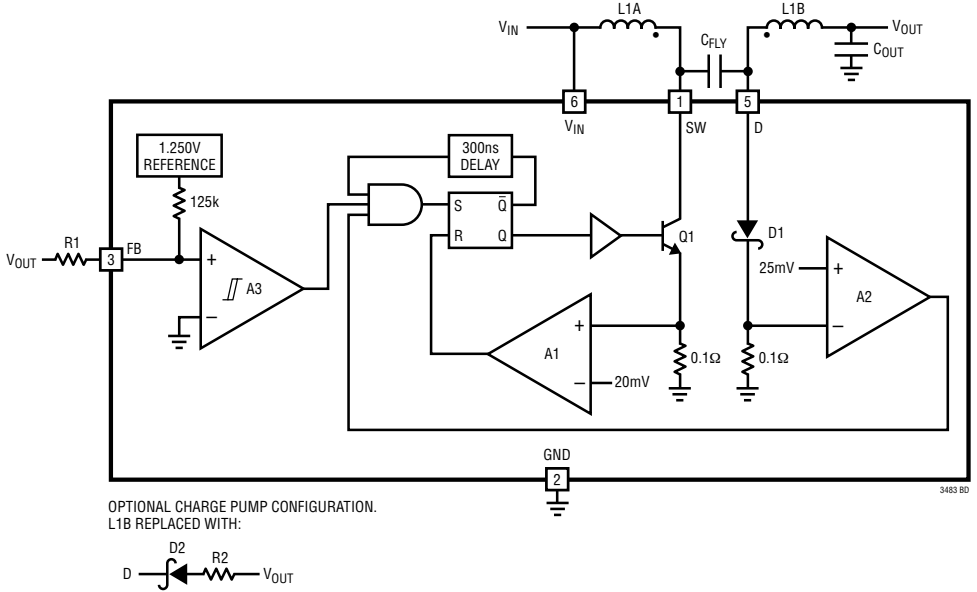 L1A
L1B
VIN
CFLY
VOUT
COUT
6
1
5
VIN
SW
D
1.250V
REFERENCE
300ns
DELAY
125k
S
Q̅
R
Q
R1
VOUT
3
FB
+
A3
–
Q1
D1
25mV
+
A2
–
+
A1
–
20mV
0.1Ω
0.1Ω
GND
2
3483 BD
OPTIONAL CHARGE PUMP CONFIGURATION.
L1B REPLACED WITH:
D2
R2
D
VOUT